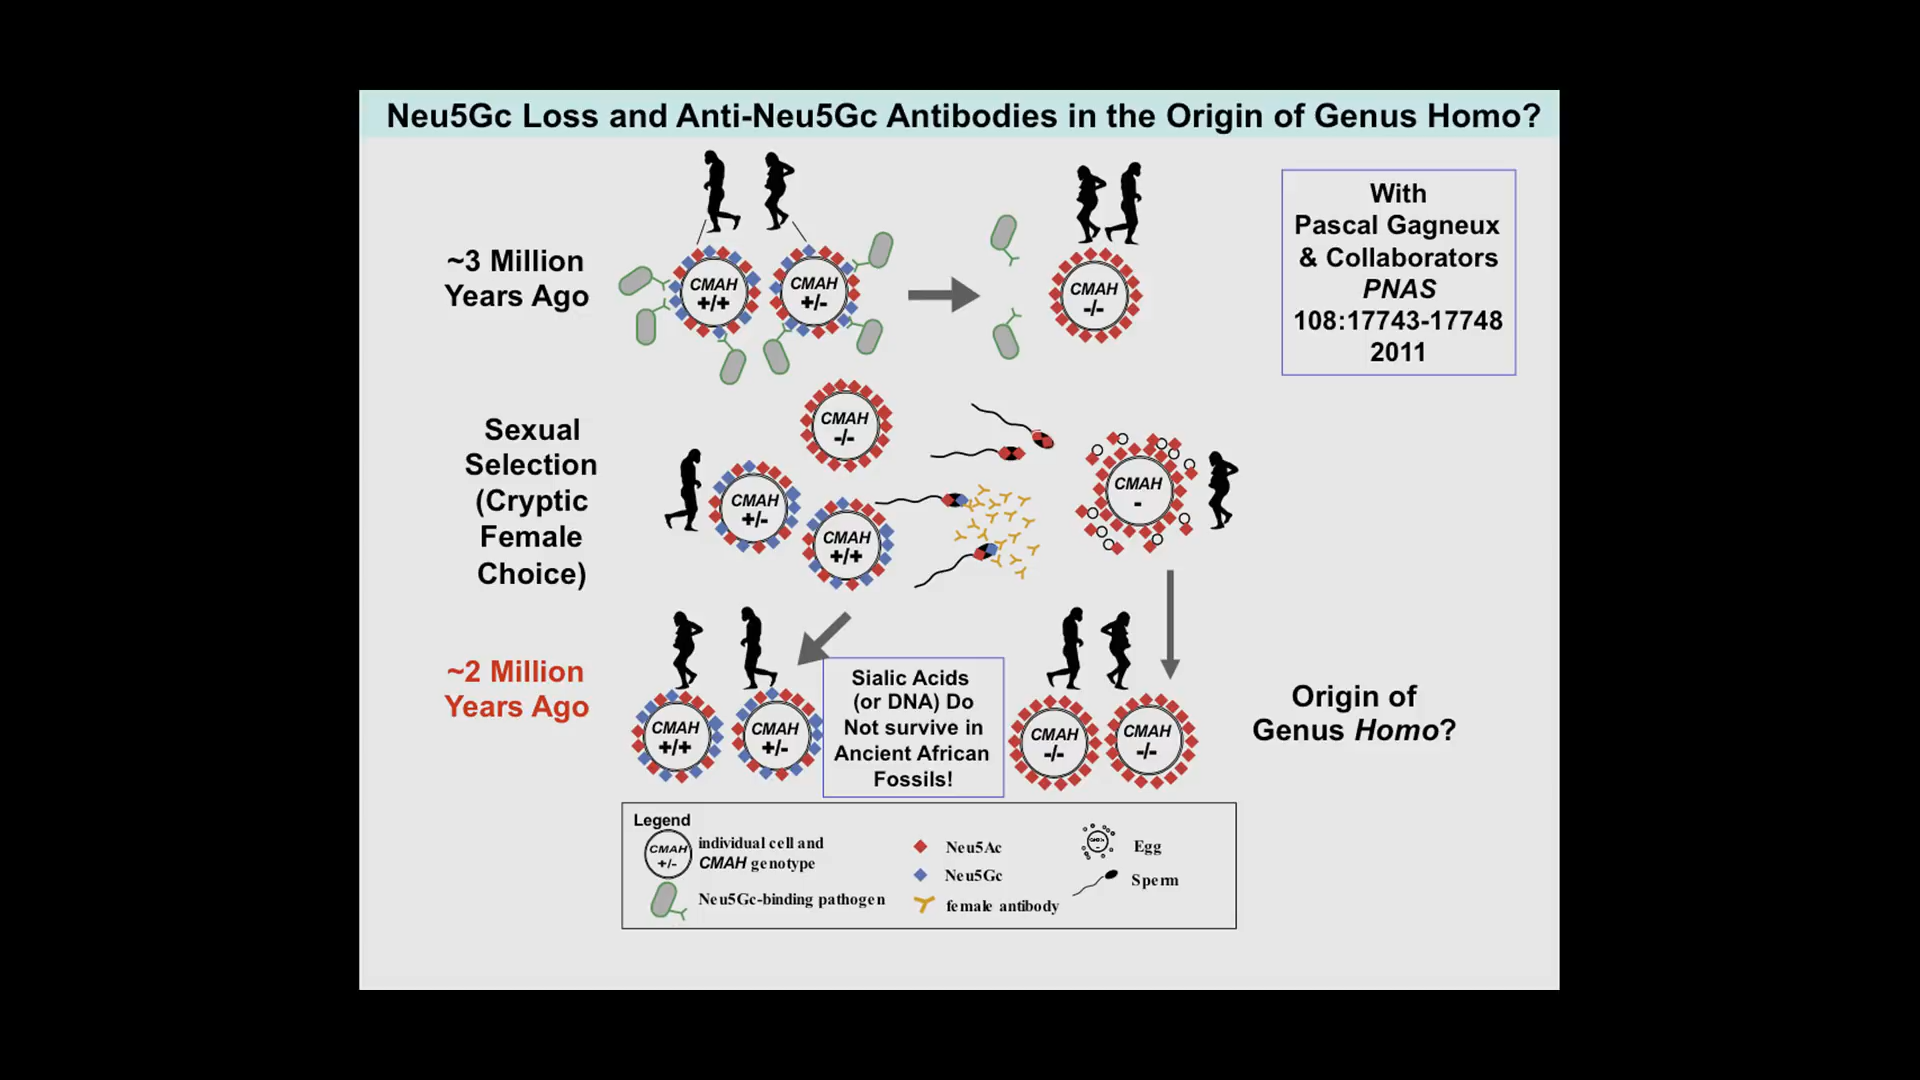 Neu5Gc Loss and Anti-Neu5Gc Antibodies in the Origin of Genus Homo?
~3 Million
Years Ago
CMAH
+/+
CMAH
+/-
CMAH
-/-
With
Pascal Gagneux
& Collaborators
PNAS
108:17743-17748
2011
Sexual
Selection
(Cryptic
Female
Choice)
CMAH
-/-
CMAH
+/-
CMAH
+/+
CMAH
-
~2 Million
Years Ago
CMAH
+/+
CMAH
+/-
Sialic Acids
(or DNA) Do
Not survive in
Ancient African
Fossils!
CMAH
-/-
CMAH
-/-
Origin of
Genus Homo?
Legend
CMAH
+/-
individual cell and
CMAH genotype
Neu5Gc-binding pathogen
Neu5Ac
Neu5Gc
female antibody
Egg
Sperm